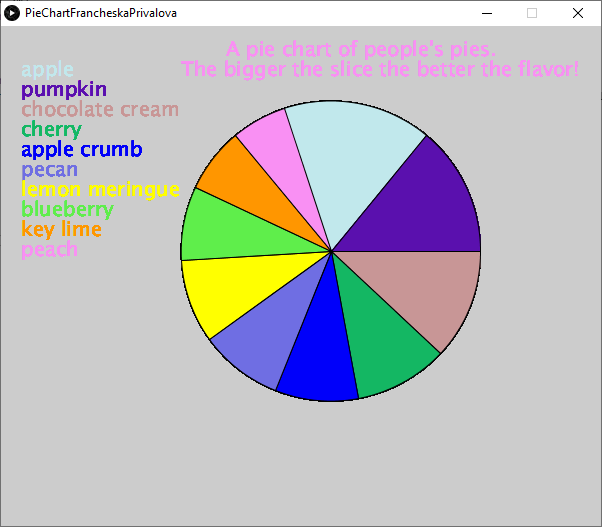 PieChartFrancheskaPrivalova
A pie chart of people's pies.
The bigger the slice the better the flavor!
apple
pumpkin
chocolate cream
cherry
apple crumb
pecan
lemon meringue
blueberry
key lime
peach